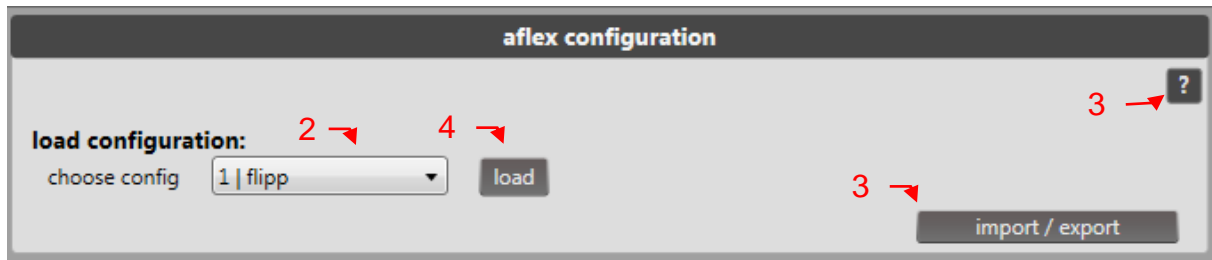 aflex configuration
?
3
load configuration:
2
4
choose config
1 | flipp
load
3
import / export